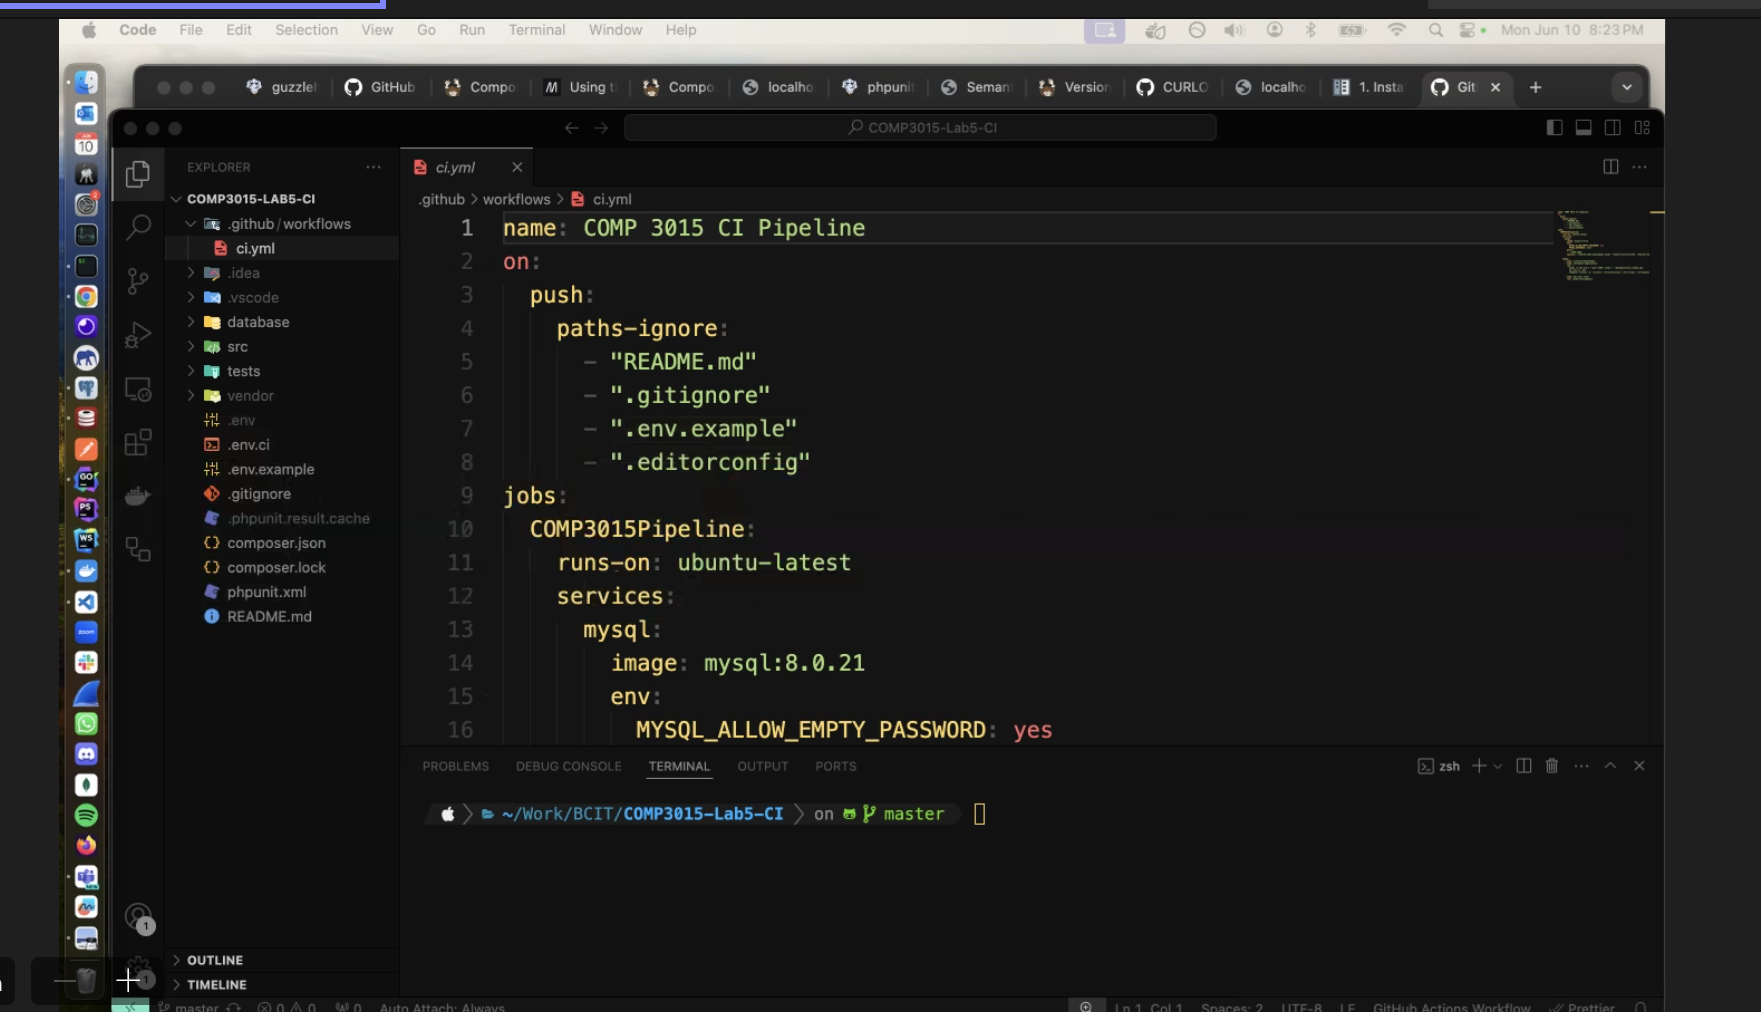 Code File Edit Selection View Go Run Terminal Window Help Mon Jun 10 8:23 PM
guzzle GitHub Compo Using t Compo localho phpunit Seman Version CURLO localho 1. Insta Git
COMP3015-Lab5-CI
EXPLORER
COMP3015-LAB5-CI
.github/workflows
ci.yml
.idea
.vscode
database
src
tests
vendor
.env
.env.ci
.env.example
.gitignore
.phpunit.result.cache
composer.json
composer.lock
phpunit.xml
README.md
OUTLINE
TIMELINE
ci.yml
.github > workflows > ci.yml
1 name: COMP 3015 CI Pipeline
2 on:
3 push:
4 paths-ignore:
5 - "README.md"
6 - ".gitignore"
7 - ".env.example"
8 - ".editorconfig"
9 jobs:
10 COMP3015Pipeline:
11 runs-on: ubuntu-latest
12 services:
13 mysql:
14 image: mysql:8.0.21
15 env:
16 MYSQL_ALLOW_EMPTY_PASSWORD: yes
PROBLEMS DEBUG CONSOLE TERMINAL OUTPUT PORTS zsh
~/Work/BCIT/COMP3015-Lab5-CI on master
master 0 0 0 Auto Attach: Always Ln 1, Col 1 Spaces: 2 UTF-8 LF GitHub Actions Workflow Prettier